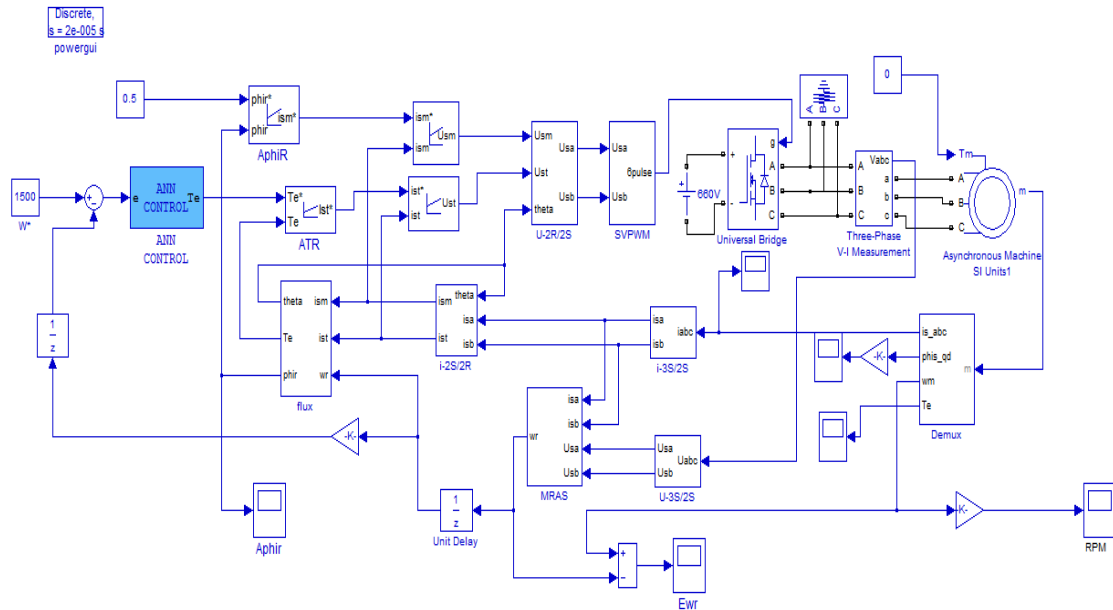 Discrete,
s = 2e-005 s
powergui
0.5
phir*
phir
ism*
AphiR
ism*
ism
Usm
1500
W*
+
-
e
ANN
CONTROL
Te
ANN
CONTROL
Te*
Te
Ist*
ATR
ist*
ist
Ust
Usm
Ust
theta
Usa
Usb
U-2R/2S
Usa
Usb
6pulse
SVPWM
+
660V
g
+
-
A
B
C
Universal Bridge
A
B
C
0
Vabc
A
B
C
a
b
c
Three-Phase
V-I Measurement
Tm
A
B
C
m
Asynchronous Machine
SI Units1
1
z
theta
Te
phir
ism
ist
wr
flux
theta
ism
isa
ist
isb
I-2S/2R
isa
isb
iabc
i-3S/2S
-K-
is_abc
phis_qd
wm
Te
m
Demux
-K-
wr
isa
isb
Usa
Usb
MRAS
Usa
Usb
Uabc
U-3S/2S
1
z
Unit Delay
Aphir
+
−
Ewr
-K-
RPM